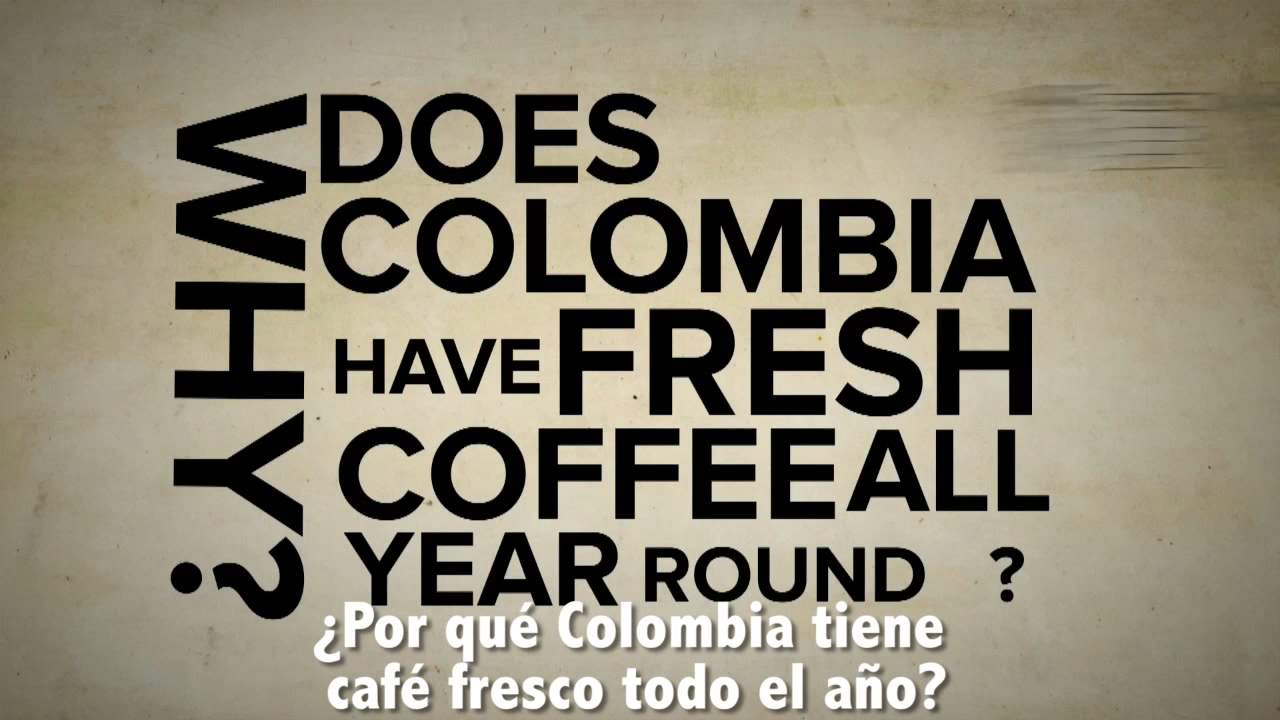 WHY?
DOES
COLOMBIA
HAVE FRESH
COFFEE ALL
YEAR ROUND ?
¿Por qué Colombia tiene
café fresco todo el año?